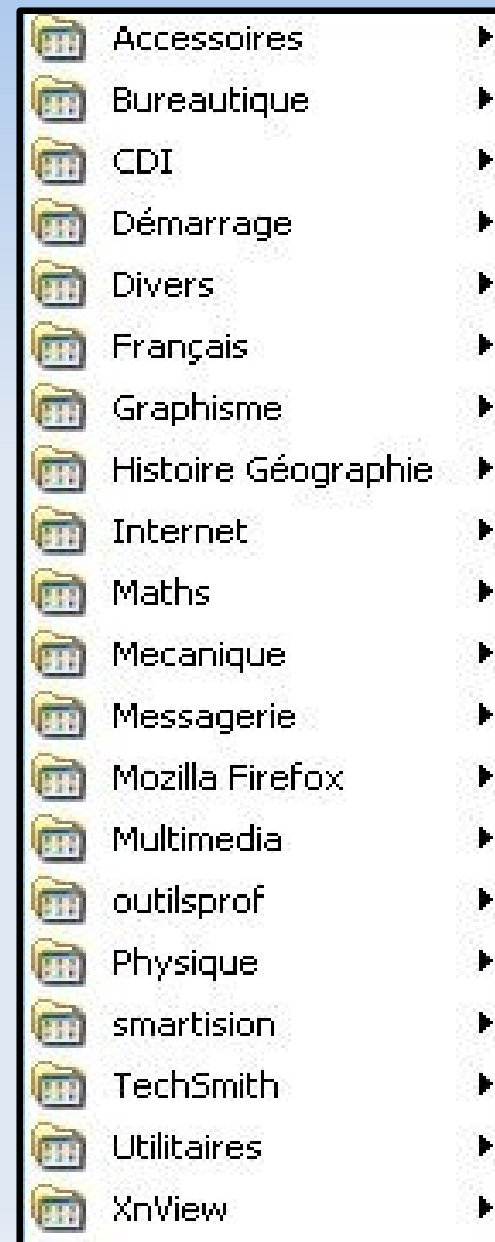 Accessoires
Bureautique
CDI
Démarrage
Divers
Français
Graphisme
Histoire Géographie
Internet
Maths
Mecanique
Messagerie
Mozilla Firefox
Multimedia
outilsprof
Physique
smartision
TechSmith
Utilitaires
XnView